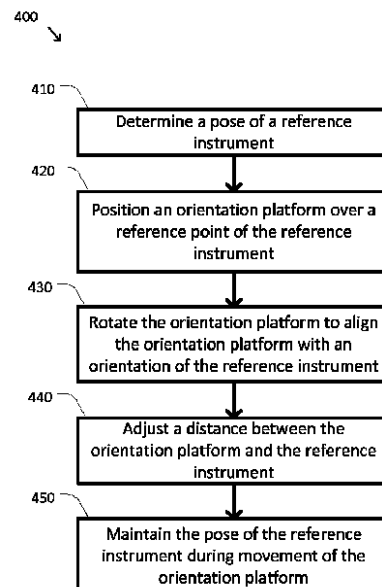 400
410
Determine a pose of a reference
instrument
420
Position an orientation platform over a
reference point of the reference
instrument
430
Rotate the orientation platform to align
the orientation platform with an
orientation of the reference instrument
440
Adjust a distance between the
orientation platform and the reference
instrument
450
Maintain the pose of the reference
instrument during movement of the
orientation platform